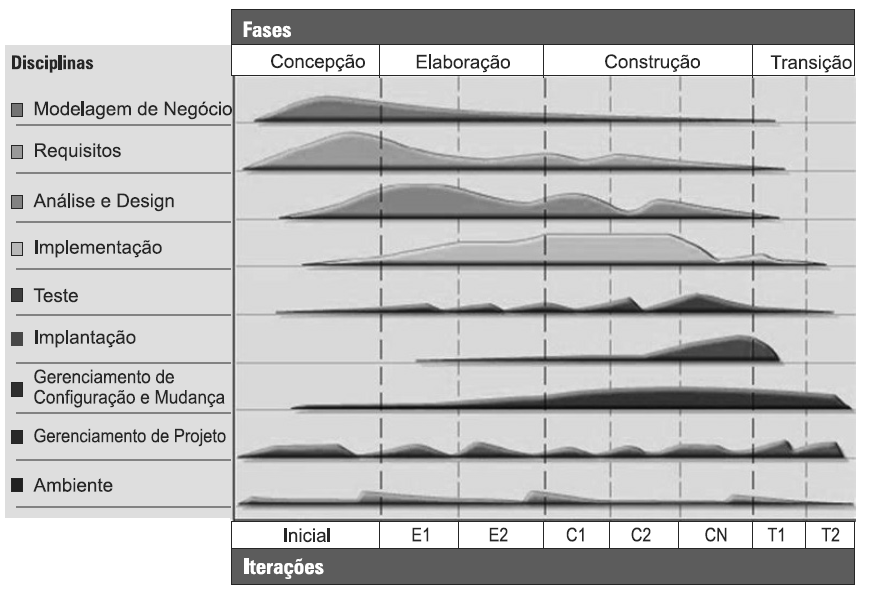 Fases
Disciplinas
Concepção
Elaboração
Construção
Transição
Modelagem de Negócio
Requisitos
Análise e Design
Implementação
Teste
Implantação
Gerenciamento de
Configuração e Mudança
Gerenciamento de Projeto
Ambiente
Inicial
E1
E2
C1
C2
CN
T1
T2
Iterações